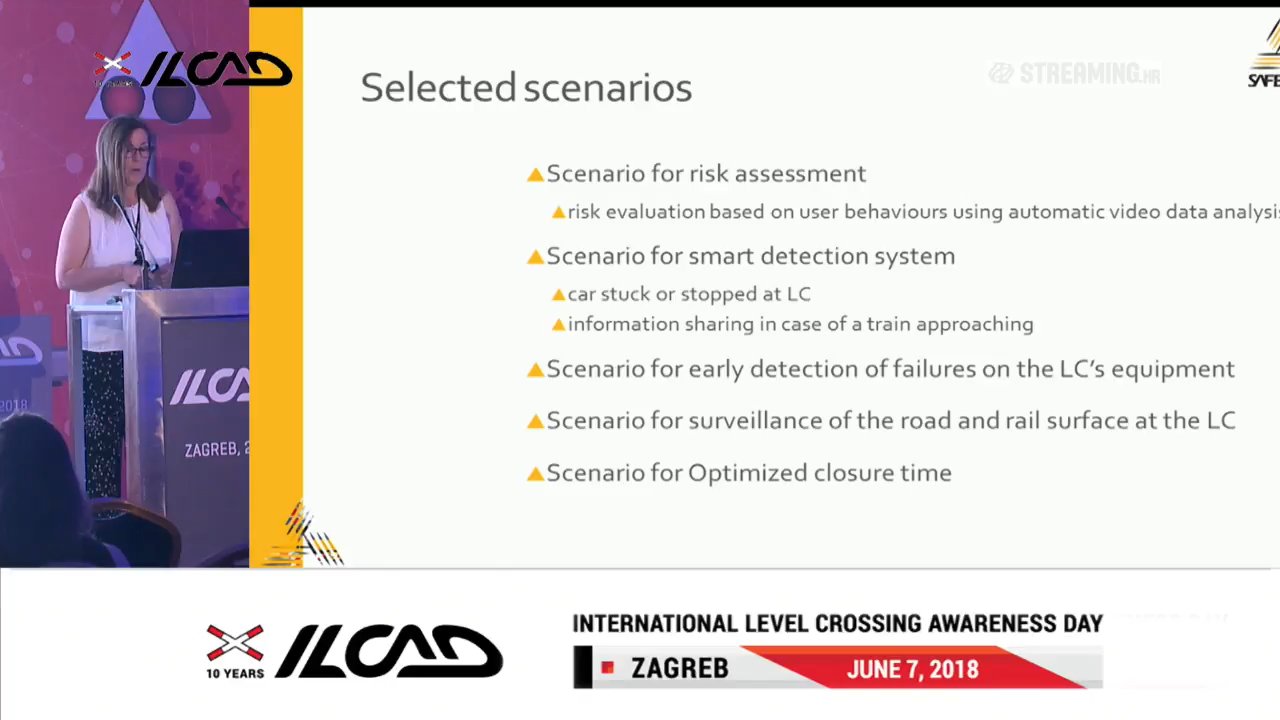 ILCAD
STREAMING.HR
SAFE
Selected scenarios
Scenario for risk assessment
risk evaluation based on user behaviours using automatic video data analysis
Scenario for smart detection system
car stuck or stopped at LC
information sharing in case of a train approaching
Scenario for early detection of failures on the LC's equipment
Scenario for surveillance of the road and rail surface at the LC
Scenario for Optimized closure time
ILCA
ZAGREB, 2
2018
10 YEARS
ILCAD
INTERNATIONAL LEVEL CROSSING AWARENESS DAY
ZAGREB
JUNE 7, 2018